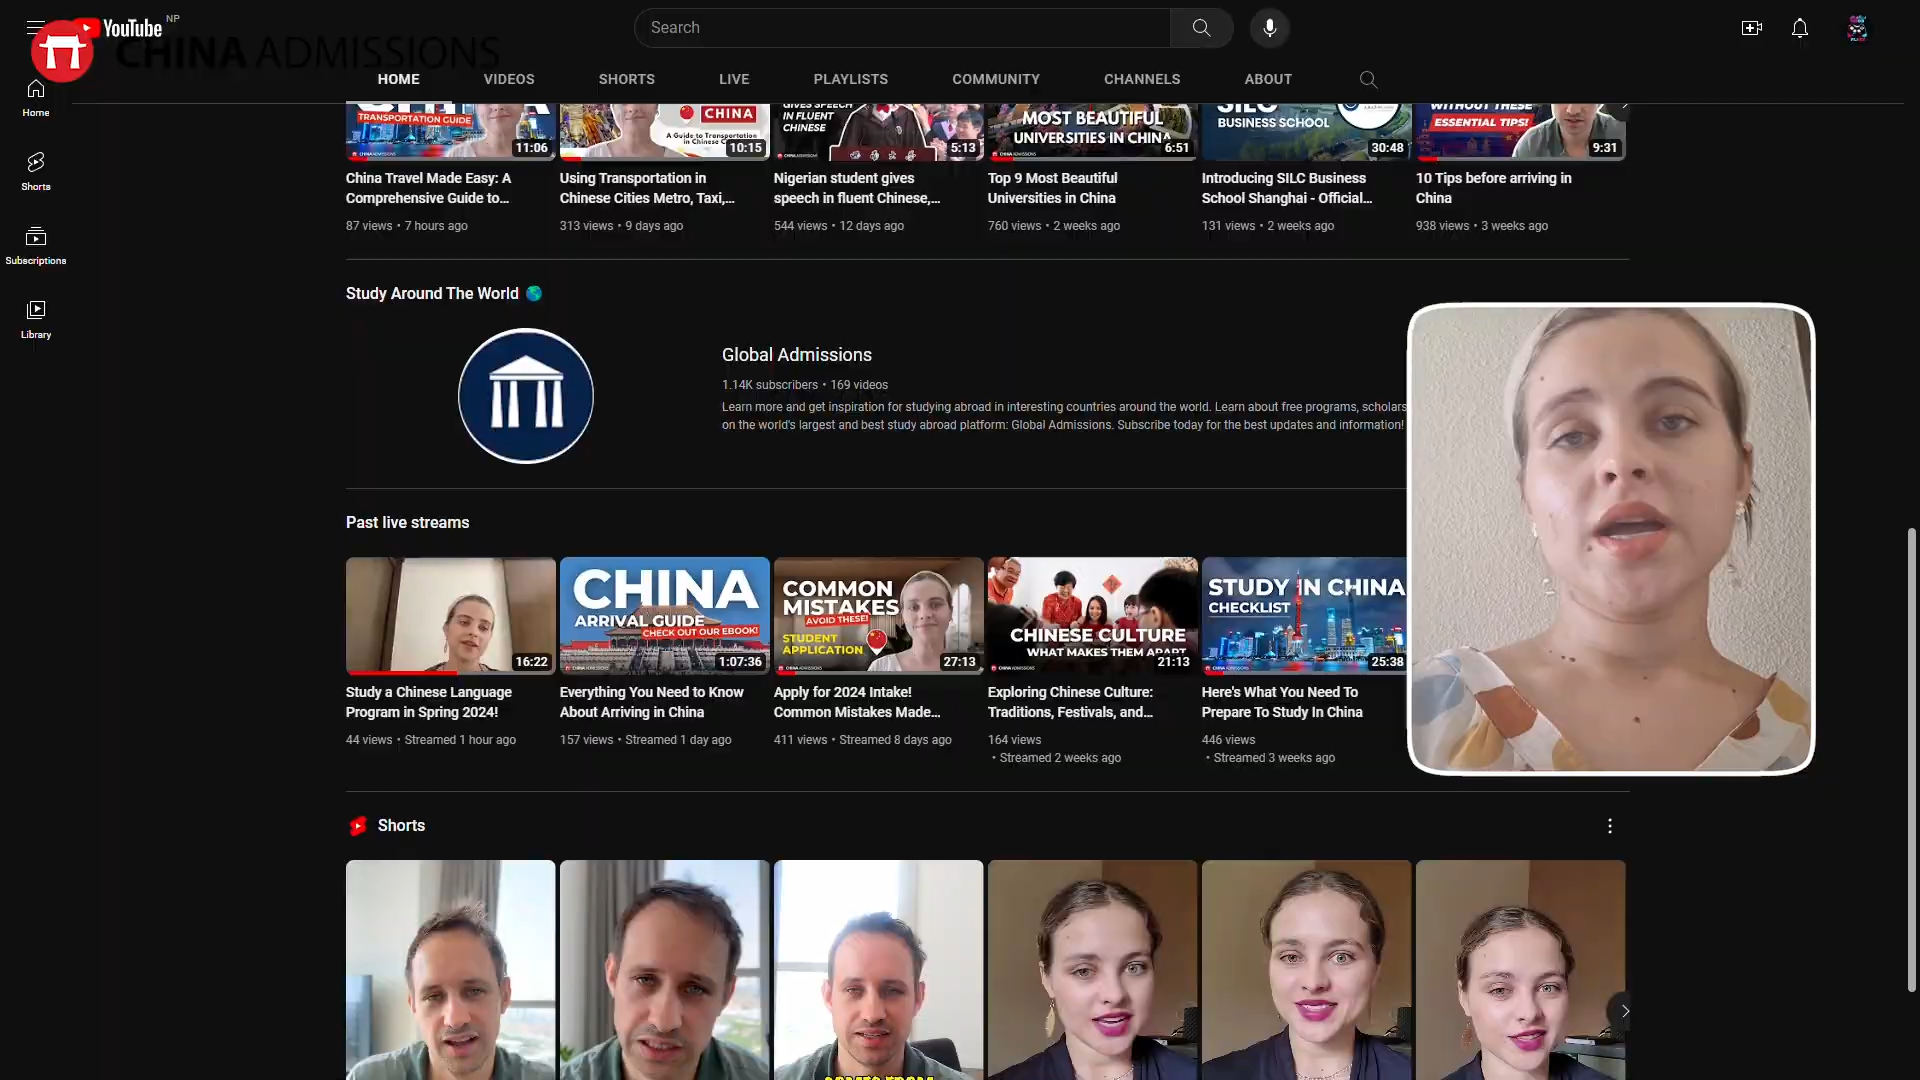 YouTube NP
Search
CHINA ADMISSIONS
HOME VIDEOS SHORTS LIVE PLAYLISTS COMMUNITY CHANNELS ABOUT
Home
Shorts
Subscriptions
Library
TRANSPORTATION GUIDE
11:06
CHINA
A Guide to Transportation
in Chinese
10:15
GIVES SPEECH
IN FLUENT
CHINESE
5:13
MOST BEAUTIFUL
UNIVERSITIES IN CHINA
6:51
SILC
BUSINESS SCHOOL
30:48
WITHOUT THESE
ESSENTIAL TIPS!
9:31
China Travel Made Easy: A
Comprehensive Guide to...
87 views • 7 hours ago
Using Transportation in
Chinese Cities Metro, Taxi,...
313 views • 9 days ago
Nigerian student gives
speech in fluent Chinese,...
544 views • 12 days ago
Top 9 Most Beautiful
Universities in China
760 views • 2 weeks ago
Introducing SILC Business
School Shanghai - Official...
131 views • 2 weeks ago
10 Tips before arriving in
China
938 views • 3 weeks ago
Study Around The World
Global Admissions
1.14K subscribers • 169 videos
Learn more and get inspiration for studying abroad in interesting countries around the world. Learn about free programs, scholars
on the world's largest and best study abroad platform: Global Admissions. Subscribe today for the best updates and information!
Past live streams
16:22
CHINA
ARRIVAL GUIDE
CHECK OUT OUR EBOOK!
1:07:36
COMMON
MISTAKES
AVOID THESE!
STUDENT
APPLICATION
27:13
CHINESE CULTURE
WHAT MAKES THEM APART
21:13
STUDY IN CHINA
CHECKLIST
25:38
Study a Chinese Language
Program in Spring 2024!
44 views • Streamed 1 hour ago
Everything You Need to Know
About Arriving in China
157 views • Streamed 1 day ago
Apply for 2024 Intake!
Common Mistakes Made...
411 views • Streamed 8 days ago
Exploring Chinese Culture:
Traditions, Festivals, and...
164 views
• Streamed 2 weeks ago
Here's What You Need To
Prepare To Study In China
446 views
• Streamed 3 weeks ago
Shorts